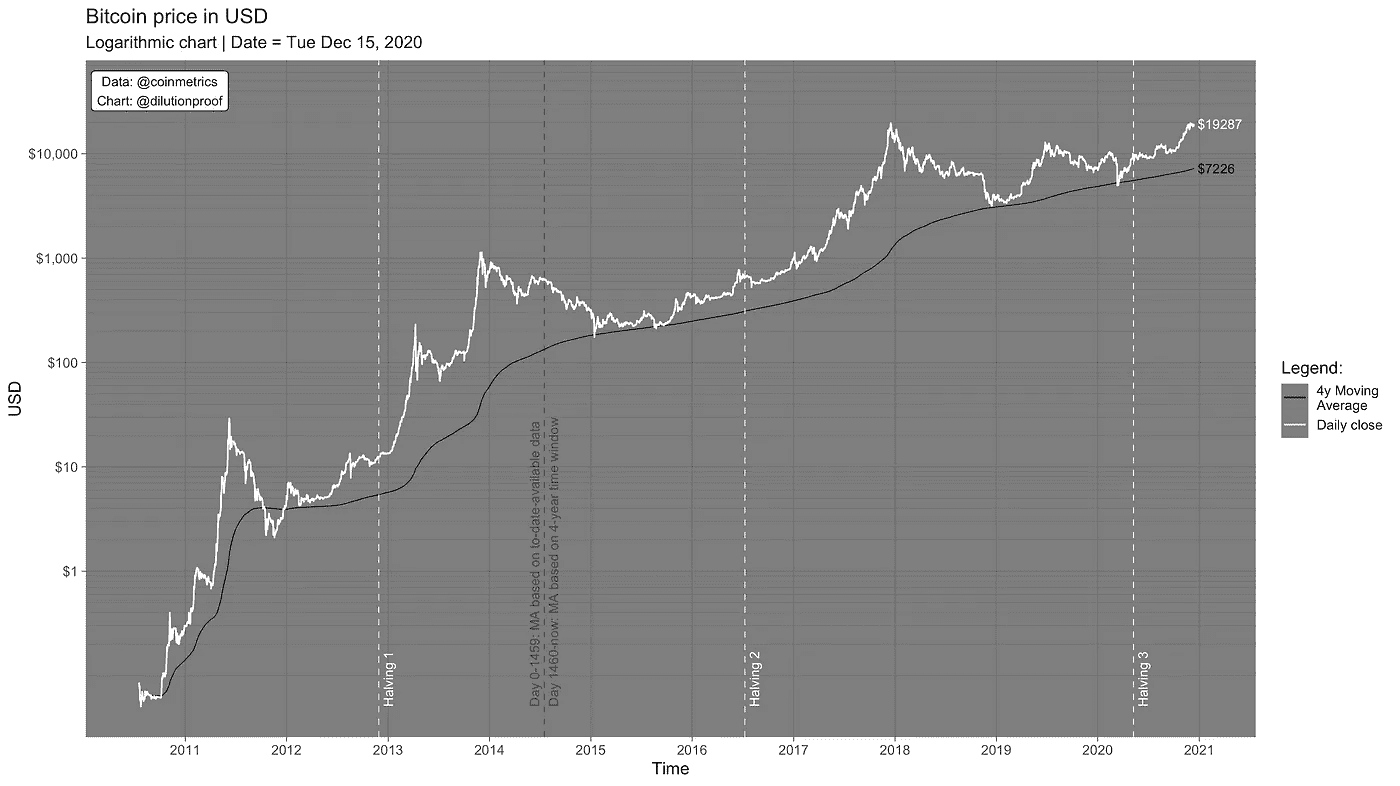 Bitcoin price in USD
Logarithmic chart | Date = Tue Dec 15, 2020
Data: @coinmetrics
Chart: @dilutionproof
$10,000
$1,000
$100
$10
$1
USD
$19287
$7226
Halving 1
Day 0-1459: MA based on to-date-available data
Day 1460-now: MA based on 4-year time window
Halving 2
Halving 3
2011 2012 2013 2014 2015 2016 2017 2018 2019 2020 2021
Time
Legend:
4y Moving
Average
Daily close